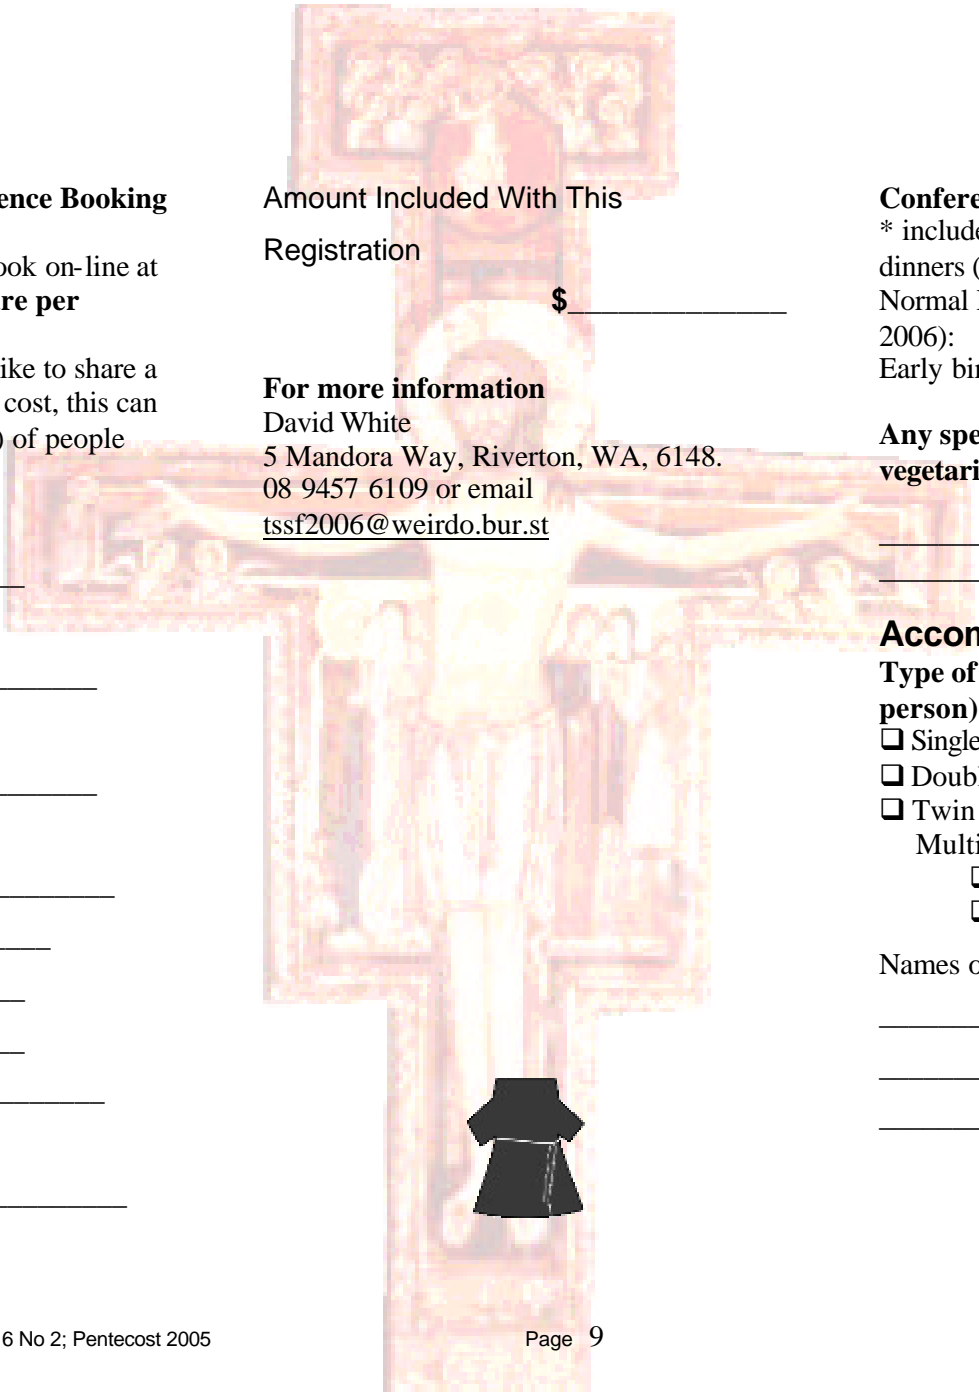 ence Booking
ook on-line at
re per
ike to share a
cost, this can
) of people
Amount Included With This
Registration
$_____________
For more information
David White
5 Mandora Way, Riverton, WA, 6148.
08 9457 6109 or email
tssf2006@weirdo.bur.st
Confere
* include
dinners (
Normal
2006):
Early bir
Any spe
vegetari
Accom
Type of
person)
❑ Single
❑ Doubl
❑ Twin
Multi
Names o
6 No 2; Pentecost 2005
Page 9